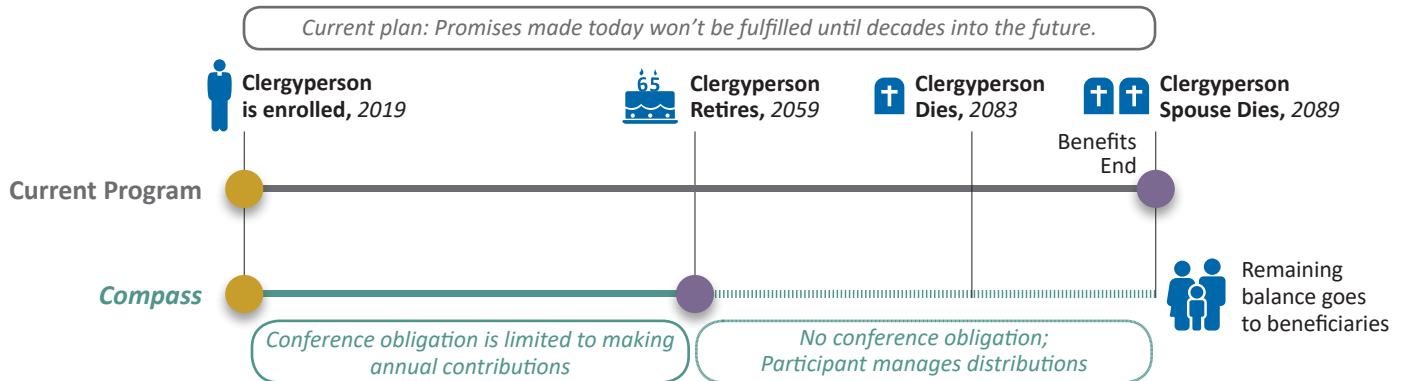 Current plan: Promises made today won’t be fulfilled until decades into the future.
Clergyperson
is enrolled, 2019
65
Clergyperson
Retires, 2059
Clergyperson
Dies, 2083
Clergyperson
Spouse Dies, 2089
Benefits
End
Current Program
Compass
Remaining
balance goes
to beneficiaries
Conference obligation is limited to making
annual contributions
No conference obligation;
Participant manages distributions